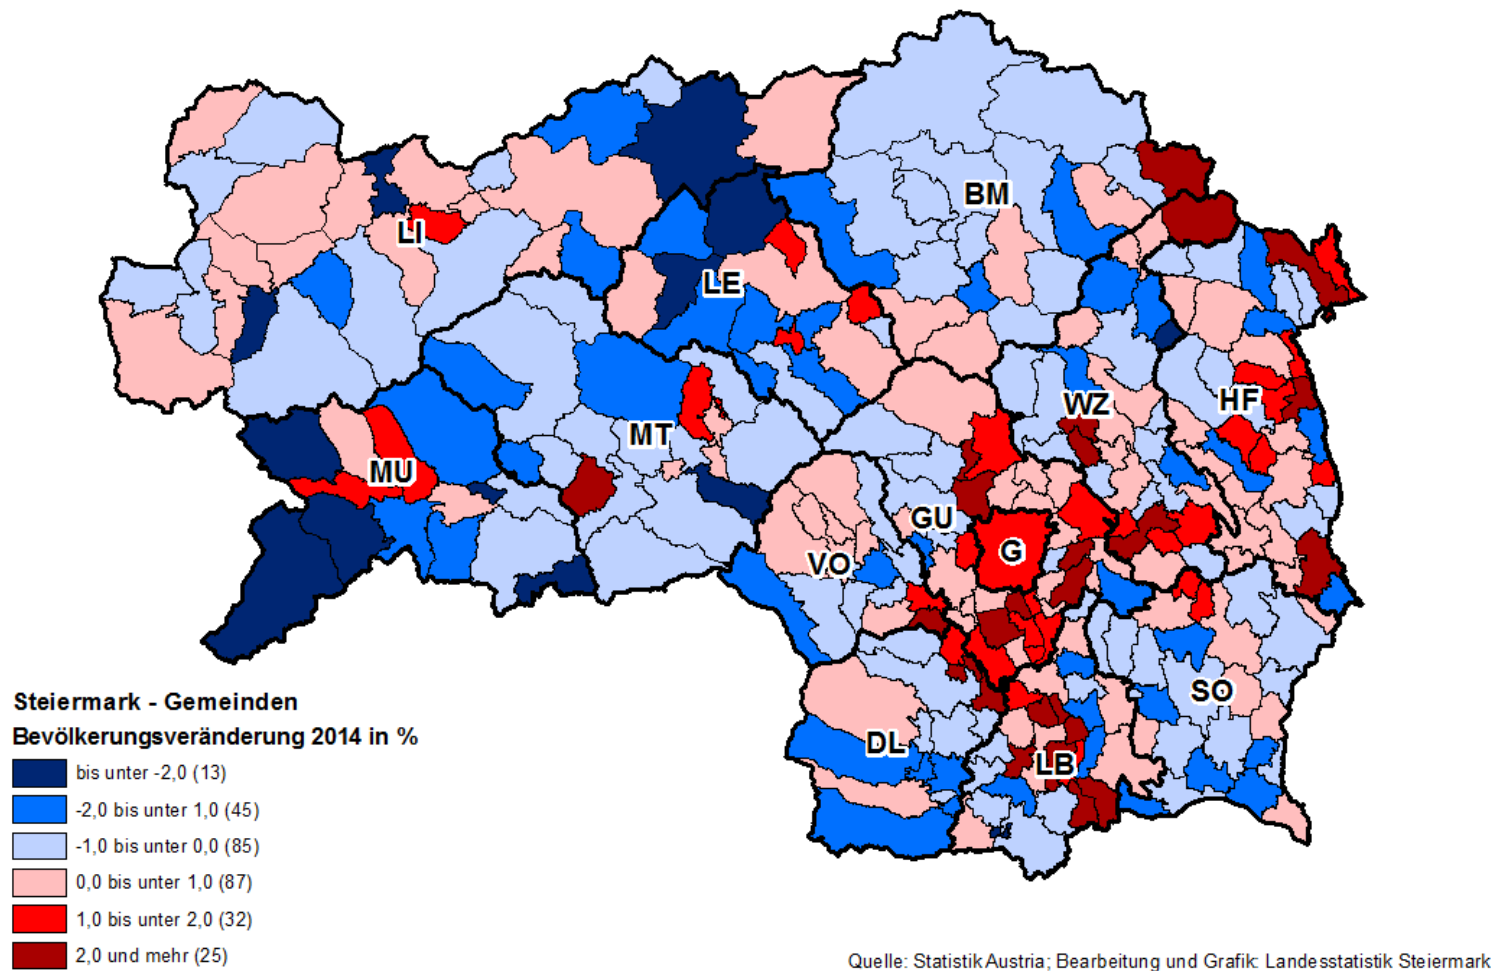 BM
LI
LE
HF
WZ
MT
MU
GU
G
VO
SO
DL
LB
Steiermark - Gemeinden
Bevölkerungsveränderung 2014 in %
bis unter -2,0 (13)
-2,0 bis unter 1,0 (45)
-1,0 bis unter 0,0 (85)
0,0 bis unter 1,0 (87)
1,0 bis unter 2,0 (32)
2,0 und mehr (25)
Quelle: Statistik Austria; Bearbeitung und Grafik: Landesstatistik Steiermark